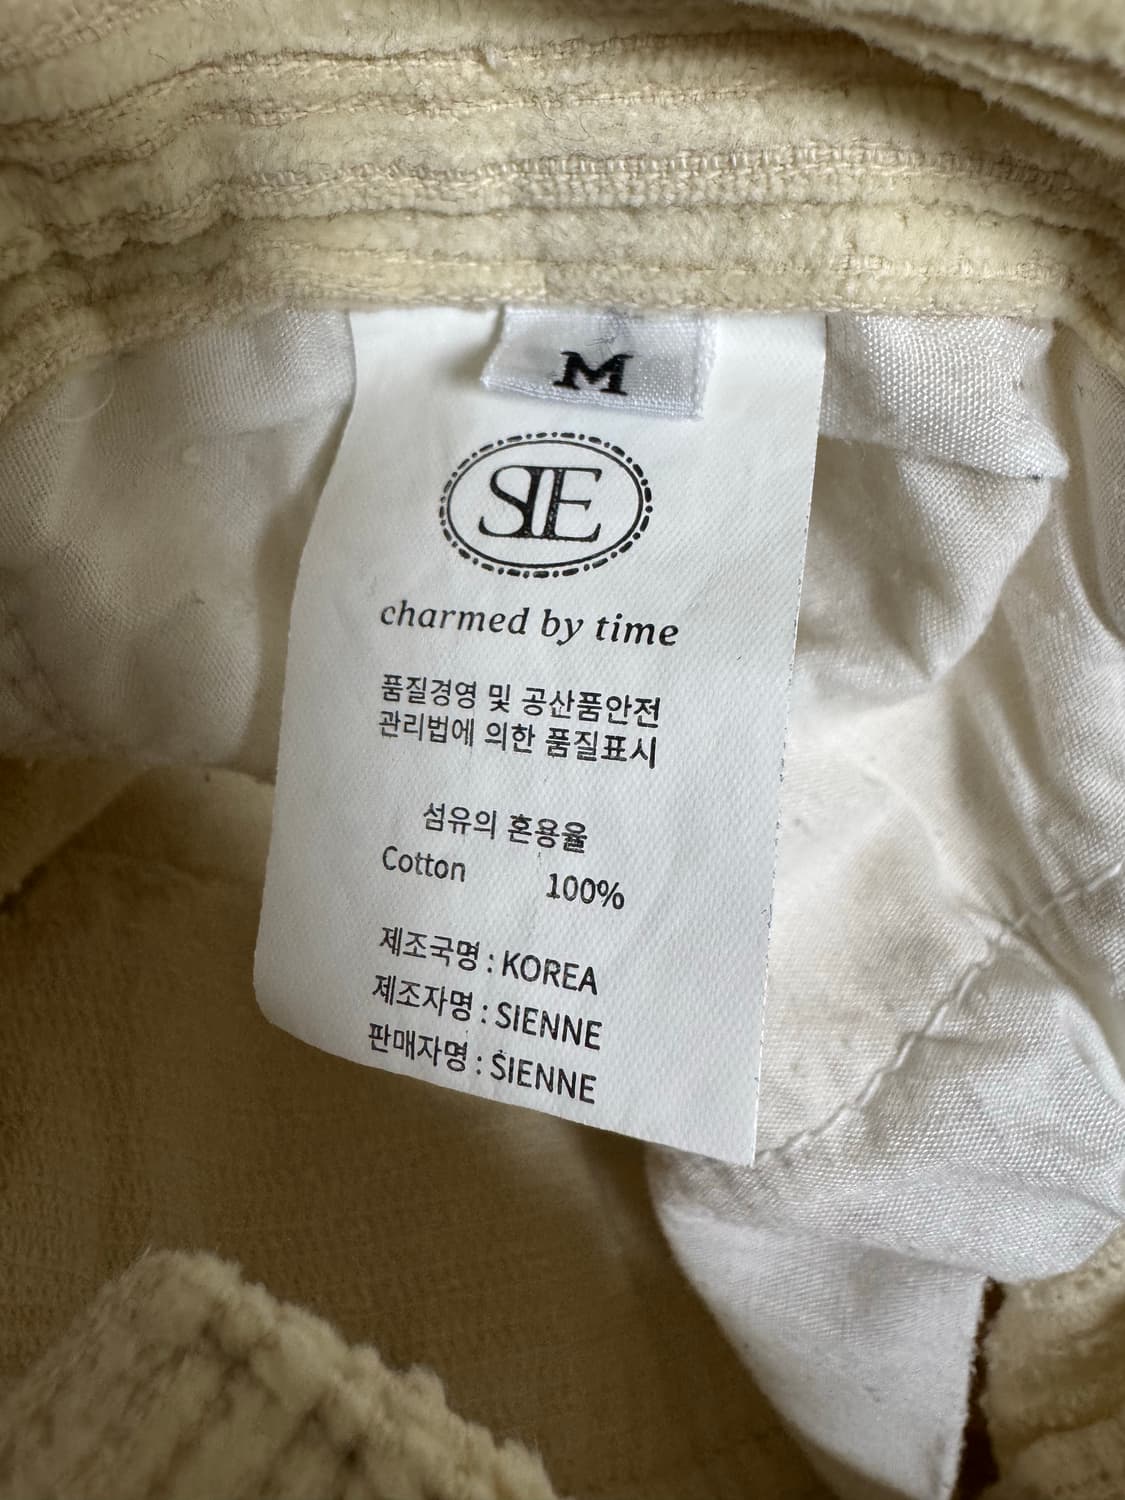 M
SIE
charmed by time
품질경영 및 공산품안전
관리법에 의한 품질표시
섬유의 혼용율
Cotton 100%
제조국명 : KOREA
제조자명 : SIENNE
판매자명 : SIENNE